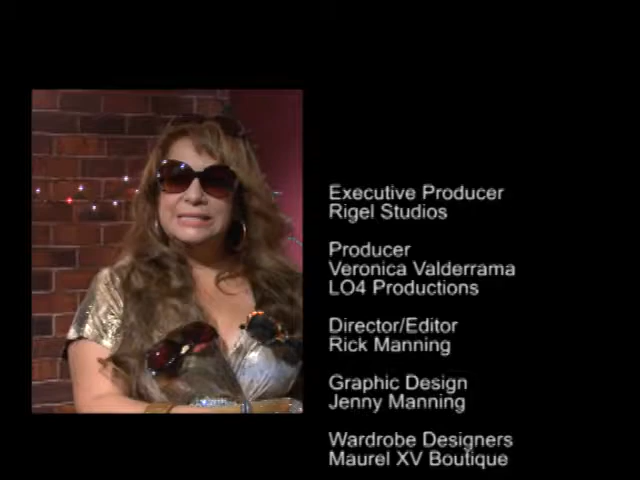 Executive Producer
Rigel Studios
Producer
Veronica Valderrama
LO4 Productions
Director/Editor
Rick Manning
Graphic Design
Jenny Manning
Wardrobe Designers
Maurel XV Boutique